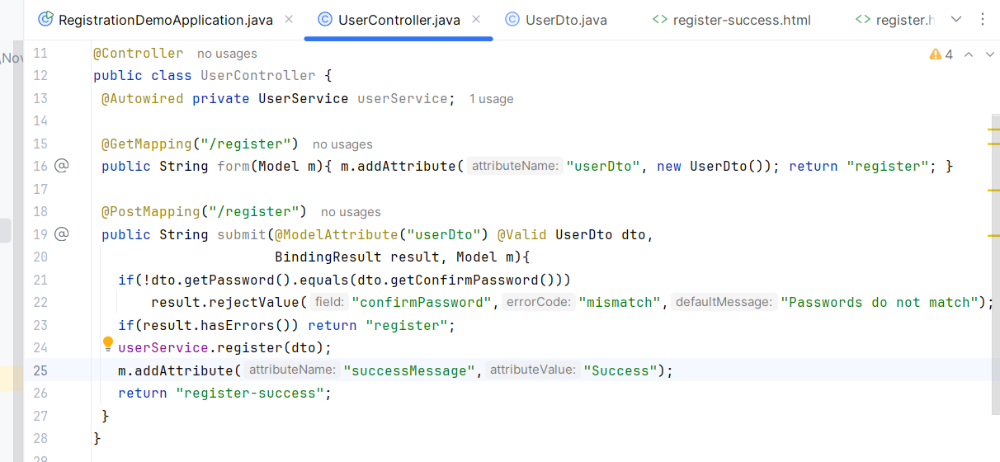 RegistrationDemoApplication.java UserController.java UserDto.java <> register-success.html <> register.h
\Nov
4
11 @Controller no usages
12 public class UserController {
13 @Autowired private UserService userService; 1 usage
14
15 @GetMapping("/register") no usages
16 public String form(Model m){ m.addAttribute( attributeName: "userDto", new UserDto()); return "register"; }
17
18 @PostMapping("/register") no usages
19 public String submit(@ModelAttribute("userDto") @Valid UserDto dto,
20 BindingResult result, Model m){
21 if(!dto.getPassword().equals(dto.getConfirmPassword()))
22 result.rejectValue( field: "confirmPassword", errorCode: "mismatch", defaultMessage: "Passwords do not match");
23 if(result.hasErrors()) return "register";
24 userService.register(dto);
25 m.addAttribute( attributeName: "successMessage", attributeValue: "Success");
26 return "register-success";
27 }
28 }
29